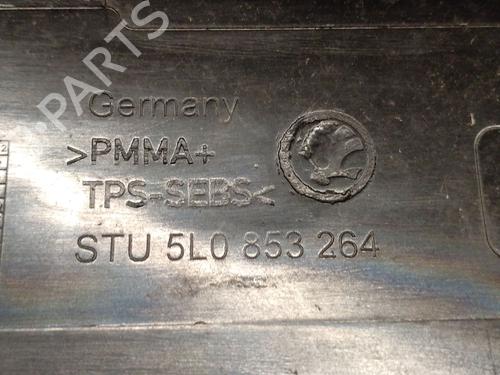 PARTS
Germany
>PMMA+
TPS-SEBS<
STU 5L0 853 264